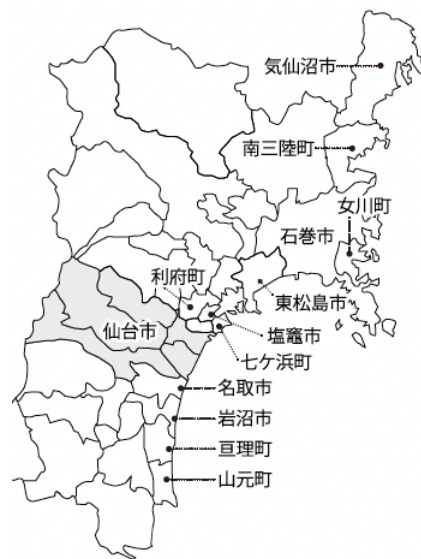 気仙沼市
南三陸町
女川町
石巻市
利府町
東松島市
仙台市
塩竈市
七ケ浜町
名取市
岩沼市
亘理町
山元町